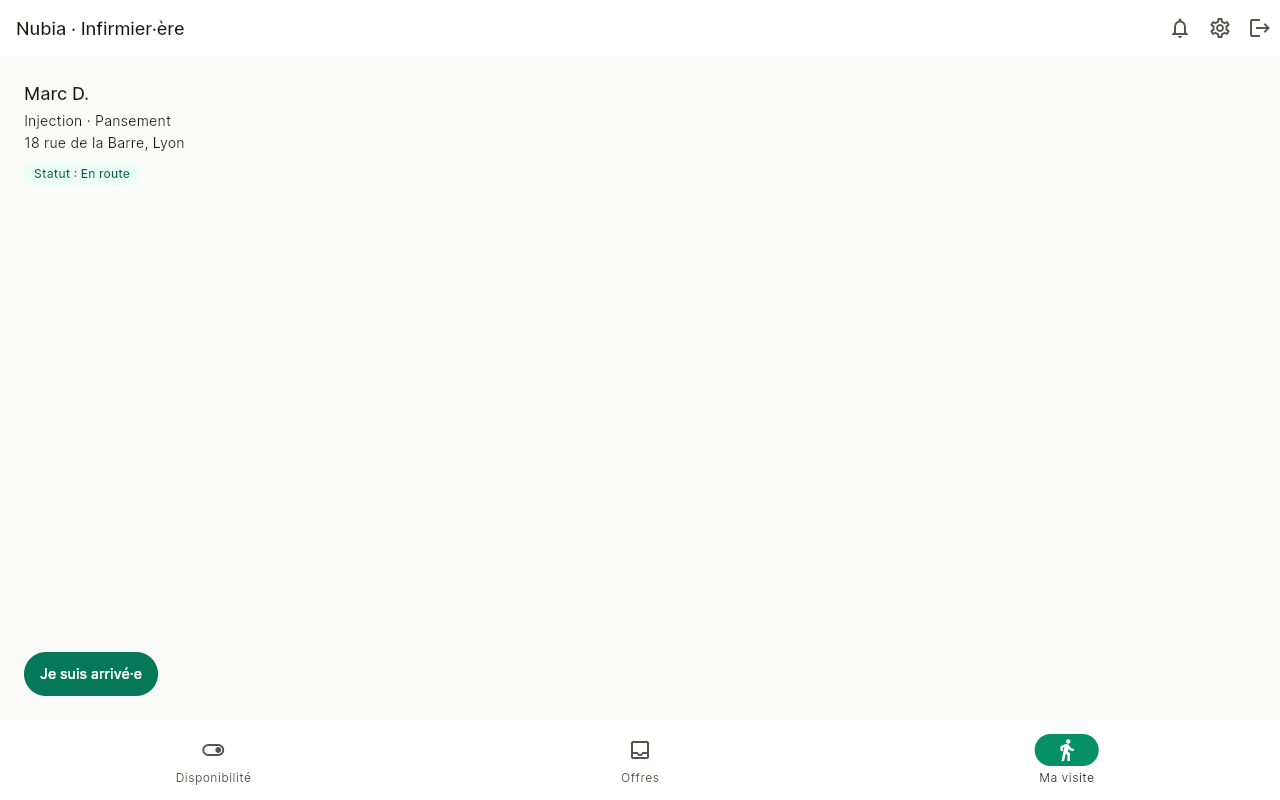 Nubia · Infirmier·ère
Marc D.
Injection · Pansement
18 rue de la Barre, Lyon
Statut : En route
Je suis arrivé·e
Disponibilité
Offres
Ma visite